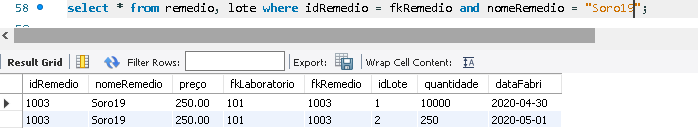 58 select * from remedio, lote where idRemedio = fkRemedio and nomeRemedio = "Soro19";
Result Grid Filter Rows: Export: Wrap Cell Content: IA
idRemedio nomeRemedio preço fkLaboratorio fkRemedio idLote quantidade dataFabri
1003 Soro19 250.00 101 1003 1 10000 2020-04-30
1003 Soro19 250.00 101 1003 2 250 2020-05-01